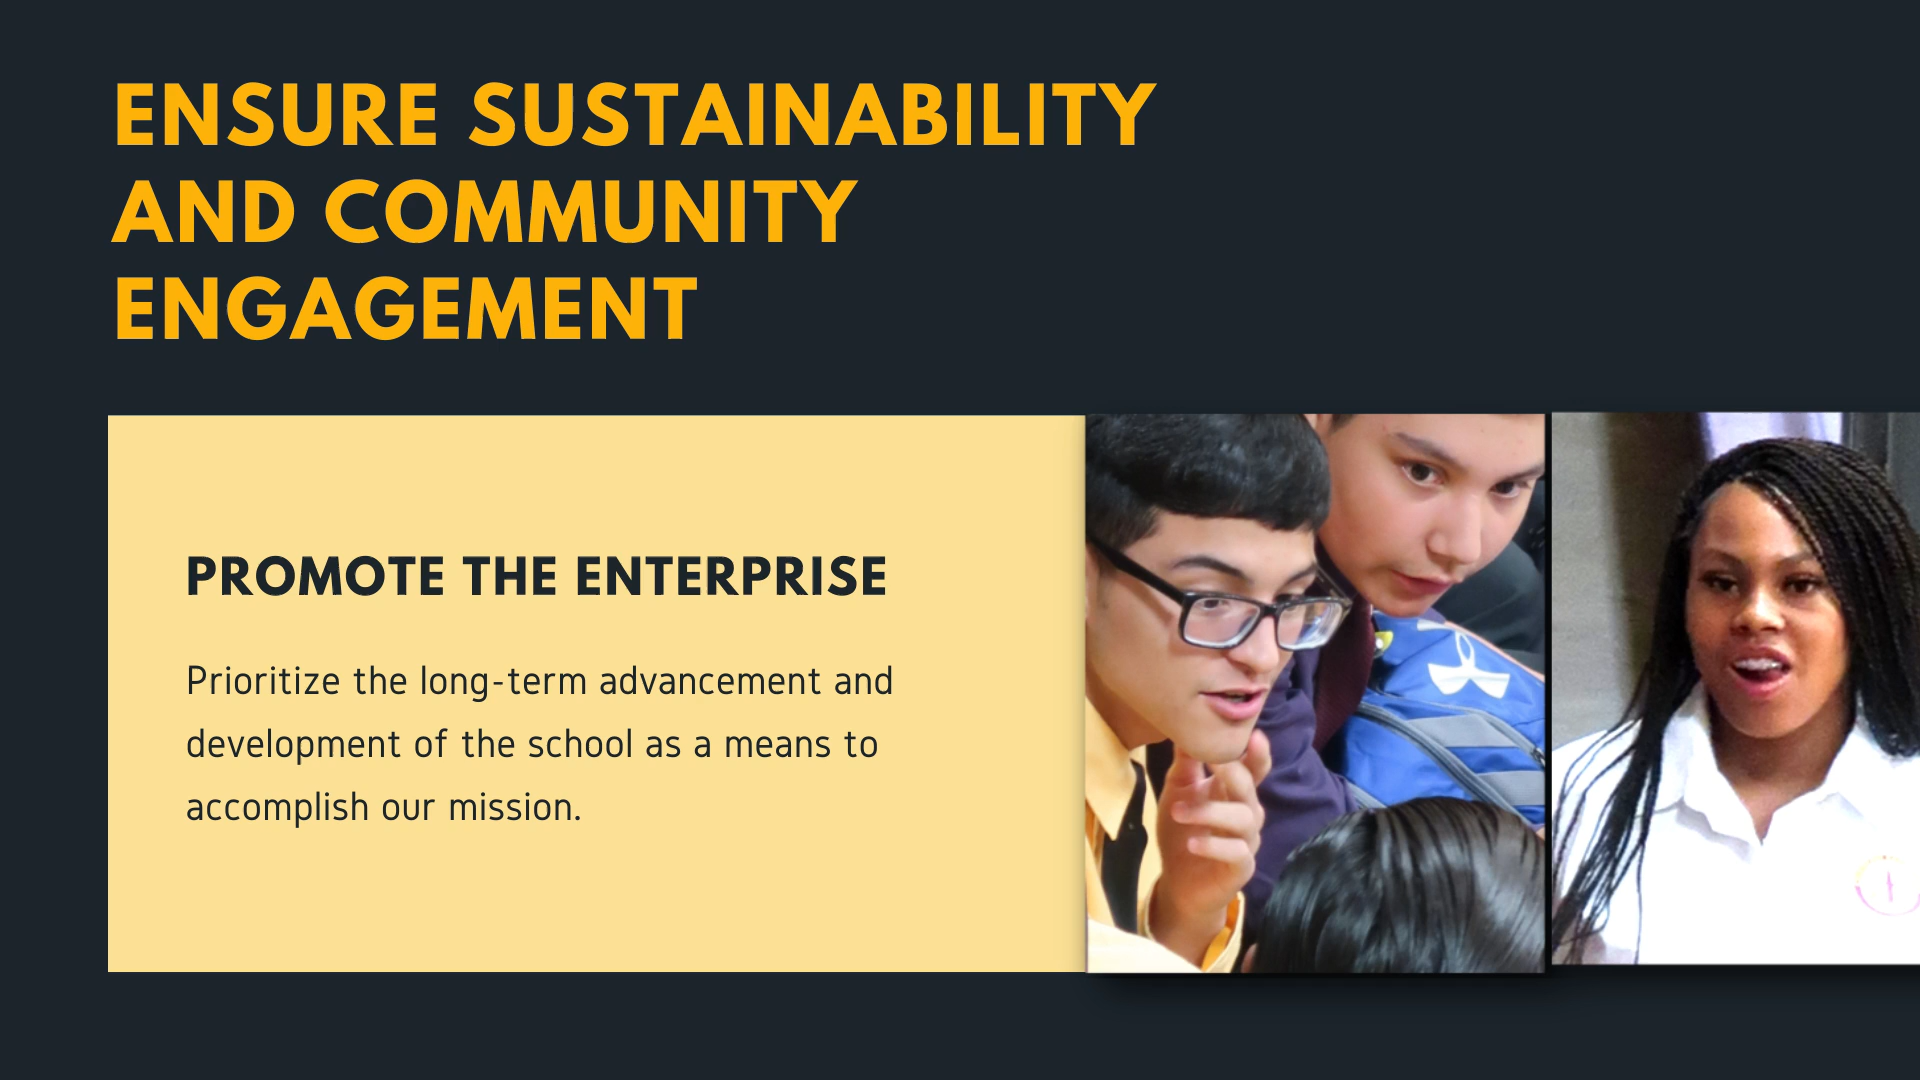 ENSURE SUSTAINABILITY
AND COMMUNITY
ENGAGEMENT
PROMOTE THE ENTERPRISE
Prioritize the long-term advancement and
development of the school as a means to
accomplish our mission.